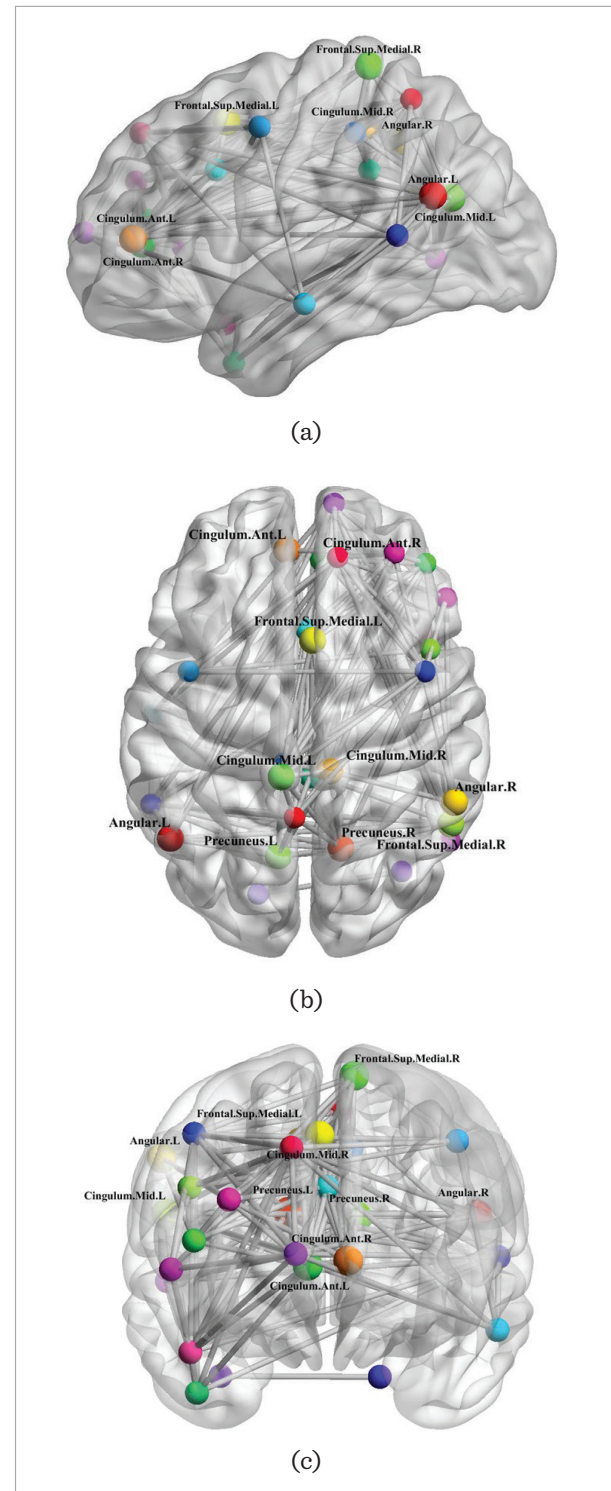 Frontal.Sup.Medial.R
Frontal.Sup.Medial.L
Cingulum.Mid.R
Angular.R
Angular.L
Cingulum.Ant.L
Cingulum.Mid.L
Cingulum.Ant.R
(a)
Cingulum.Ant.L
Cingulum.Ant.R
Frontal.Sup.Medial.L
Cingulum.Mid.L
Cingulum.Mid.R
Angular.R
Angular.L
Precuneus.L
Precuneus.R
Frontal.Sup.Medial.R
(b)
Frontal.Sup.Medial.R
Frontal.Sup.Medial.L
Angular.L
Cingulum.Mid.R
Cingulum.Mid.L
Precuneus.L
Precuneus.R
Angular.R
Cingulum.Ant.R
Cingulum.Ant.L
(c)